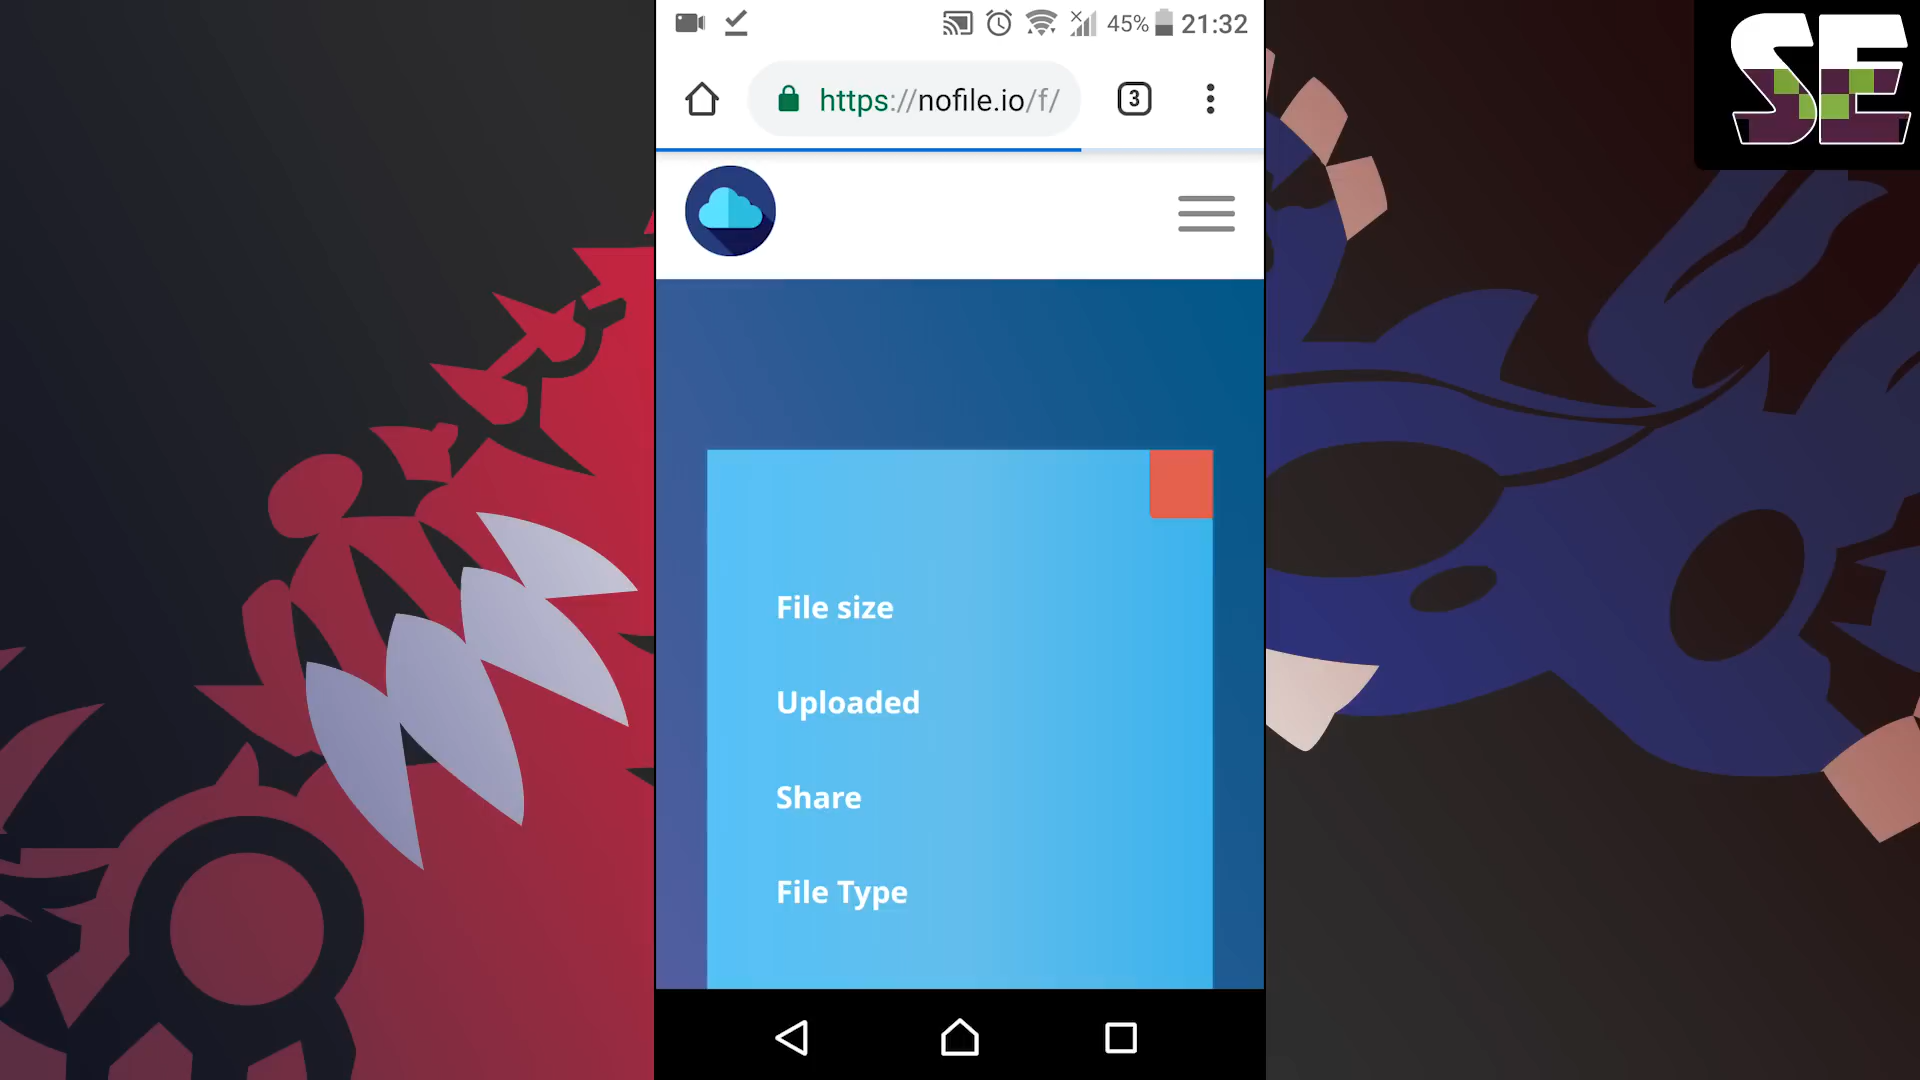 45% 21:32
https://nofile.io/f/ 3
SE
File size
Uploaded
Share
File Type